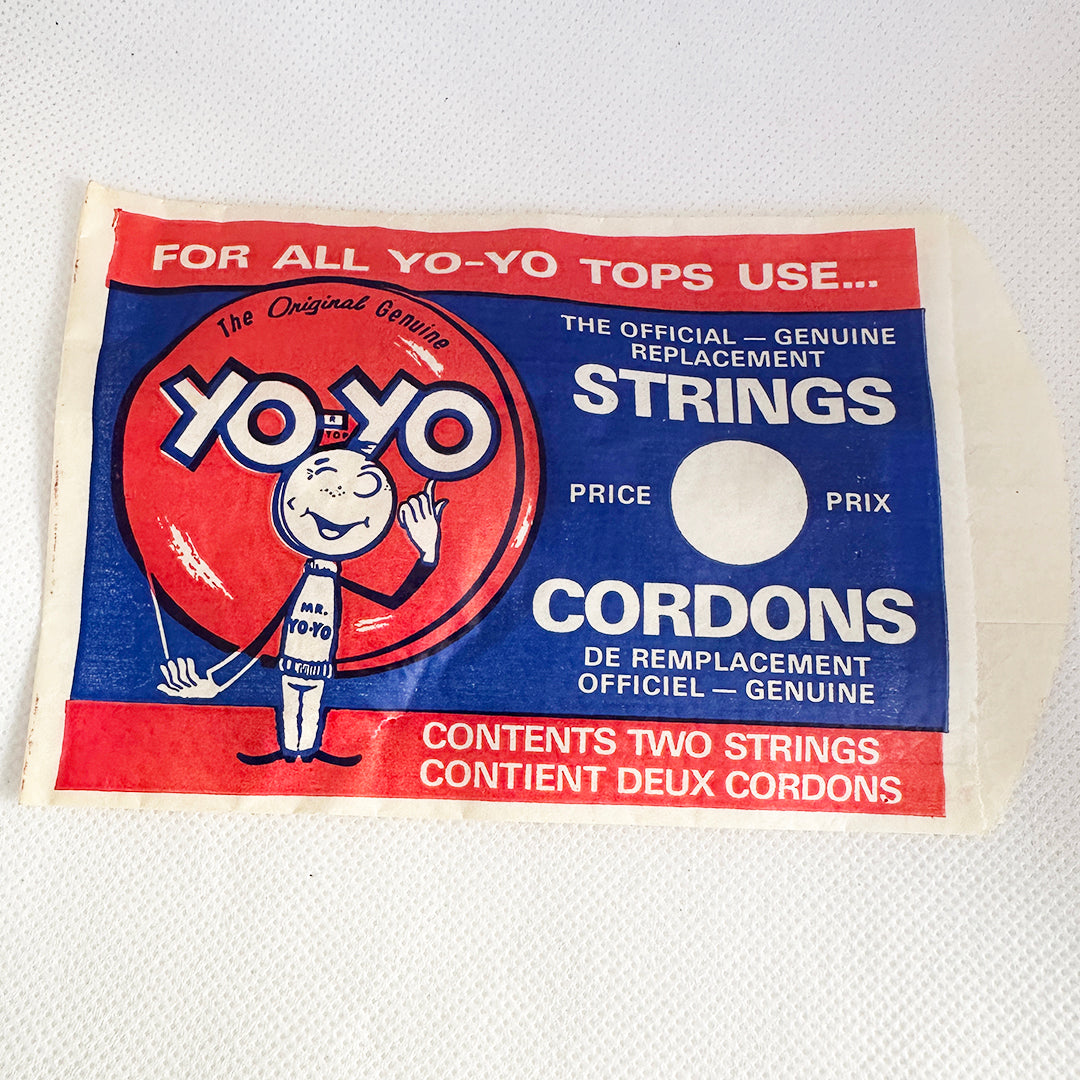 FOR ALL YO-YO TOPS USE...
The Original Genuine
YO-YO
R
TOP
MR.
YO-YO
THE OFFICIAL — GENUINE
REPLACEMENT
STRINGS
PRICE PRIX
CORDONS
DE REMPLACEMENT
OFFICIEL — GENUINE
CONTENTS TWO STRINGS
CONTIENT DEUX CORDONS